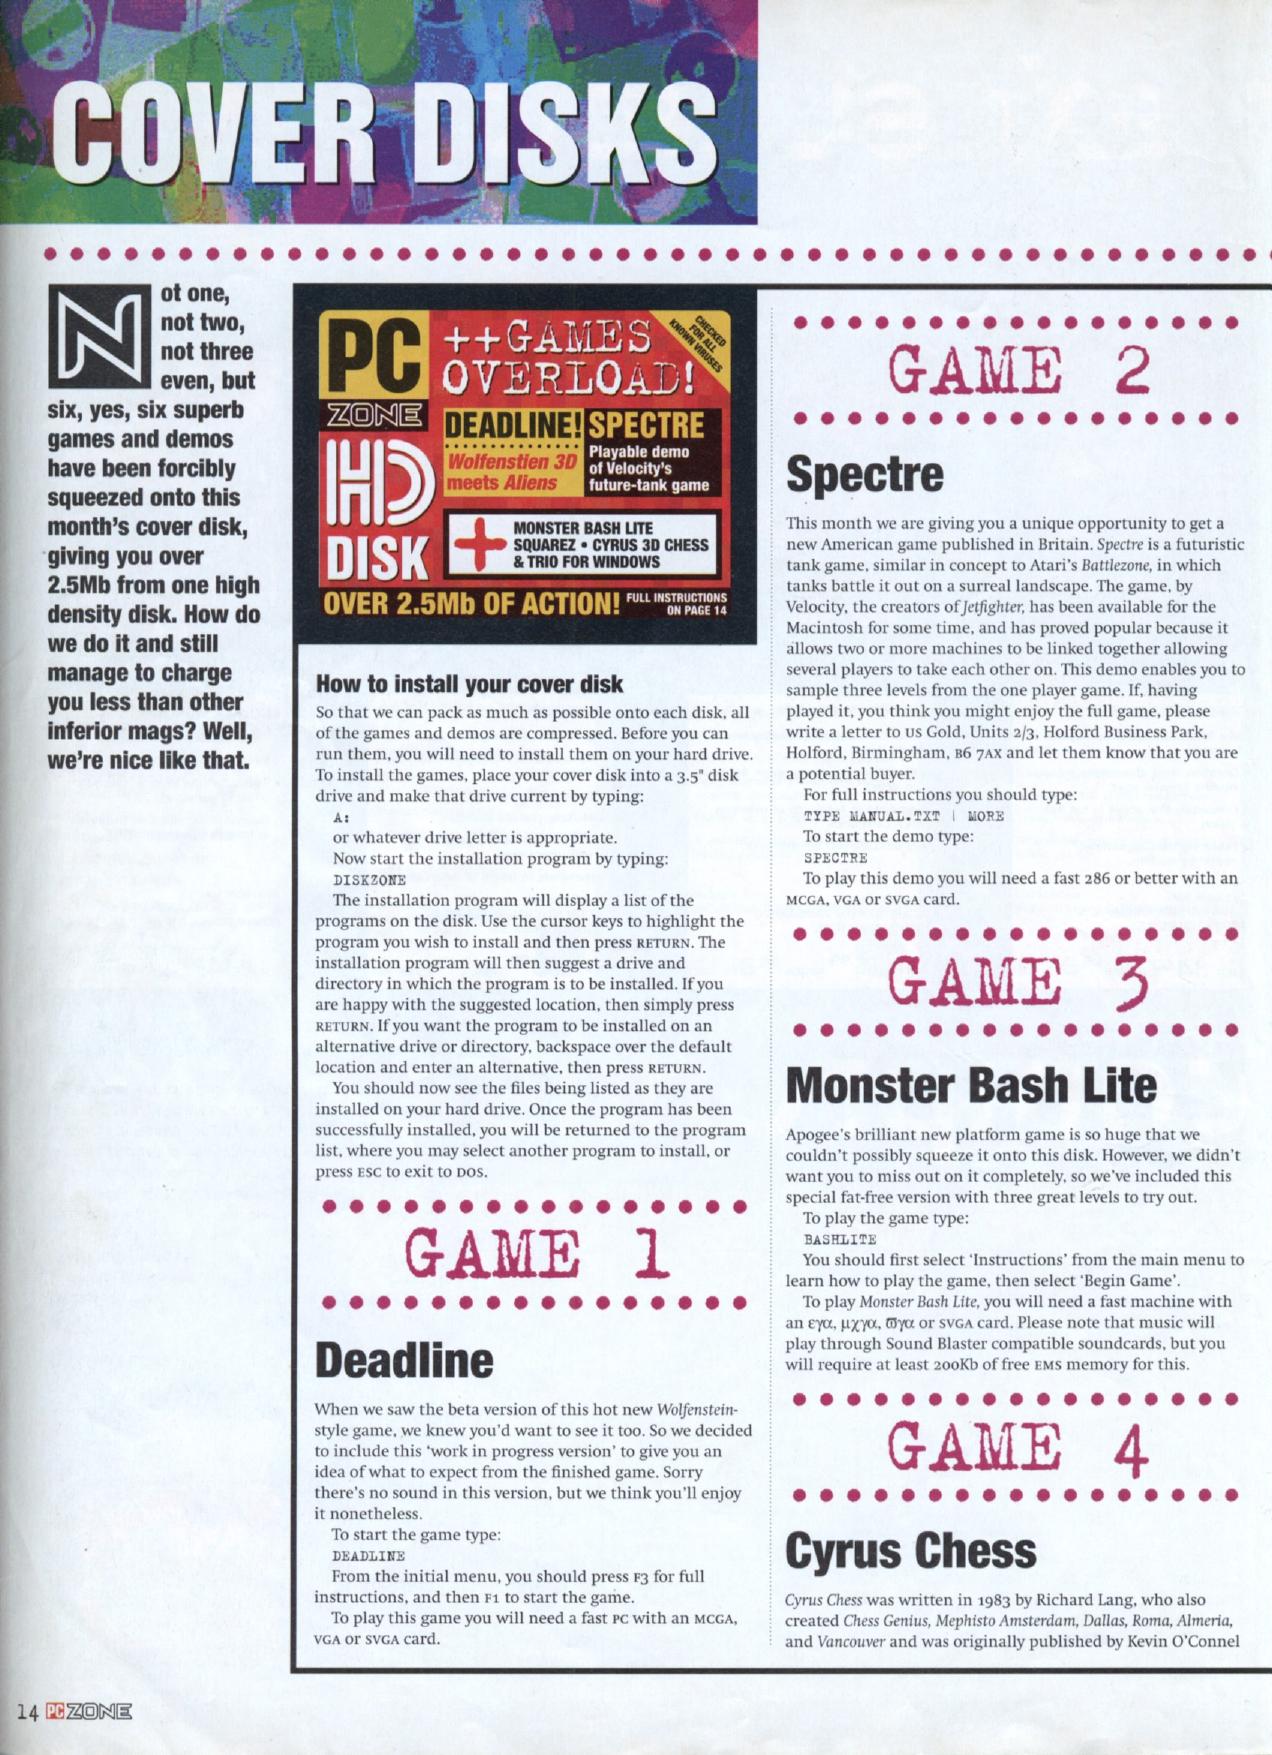 COVER DISKS
Not one,
not two,
not three
even, but
six, yes, six superb
games and demos
have been forcibly
squeezed onto this
month's cover disk,
giving you over
2.5Mb from one high
density disk. How do
we do it and still
manage to charge
you less than other
inferior mags? Well,
we're nice like that.
PC
ZONE
HD
DISK
++GAMES
OVERLOAD!
CHECKED
FOR ALL
KNOWN VIRUSES
DEADLINE!
Wolfenstien 3D
meets Aliens
SPECTRE
Playable demo
of Velocity's
future-tank game
+
MONSTER BASH LITE
SQUAREZ • CYRUS 3D CHESS
& TRIO FOR WINDOWS
OVER 2.5Mb OF ACTION!
FULL INSTRUCTIONS
ON PAGE 14
How to install your cover disk
So that we can pack as much as possible onto each disk, all
of the games and demos are compressed. Before you can
run them, you will need to install them on your hard drive.
To install the games, place your cover disk into a 3.5" disk
drive and make that drive current by typing:
A:
or whatever drive letter is appropriate.
Now start the installation program by typing:
DISKZONE
The installation program will display a list of the
programs on the disk. Use the cursor keys to highlight the
program you wish to install and then press RETURN. The
installation program will then suggest a drive and
directory in which the program is to be installed. If you
are happy with the suggested location, then simply press
RETURN. If you want the program to be installed on an
alternative drive or directory, backspace over the default
location and enter an alternative, then press RETURN.
You should now see the files being listed as they are
installed on your hard drive. Once the program has been
successfully installed, you will be returned to the program
list, where you may select another program to install, or
press ESC to exit to DOS.
GAME 1
Deadline
When we saw the beta version of this hot new Wolfenstein-
style game, we knew you'd want to see it too. So we decided
to include this 'work in progress version' to give you an
idea of what to expect from the finished game. Sorry
there's no sound in this version, but we think you'll enjoy
it nonetheless.
To start the game type:
DEADLINE
From the initial menu, you should press F3 for full
instructions, and then F1 to start the game.
To play this game you will need a fast PC with an MCGA,
VGA or SVGA card.
GAME 2
Spectre
This month we are giving you a unique opportunity to get a
new American game published in Britain. Spectre is a futuristic
tank game, similar in concept to Atari's Battlezone, in which
tanks battle it out on a surreal landscape. The game, by
Velocity, the creators of Jetfighter, has been available for the
Macintosh for some time, and has proved popular because it
allows two or more machines to be linked together allowing
several players to take each other on. This demo enables you to
sample three levels from the one player game. If, having
played it, you think you might enjoy the full game, please
write a letter to US Gold, Units 2/3, Holford Business Park,
Holford, Birmingham, B6 7AX and let them know that you are
a potential buyer.
For full instructions you should type:
TYPE MANUAL.TXT | MORE
To start the demo type:
SPECTRE
To play this demo you will need a fast 286 or better with an
MCGA, VGA or SVGA card.
GAME 3
Monster Bash Lite
Apogee's brilliant new platform game is so huge that we
couldn't possibly squeeze it onto this disk. However, we didn't
want you to miss out on it completely, so we've included this
special fat-free version with three great levels to try out.
To play the game type:
BASHLITE
You should first select 'Instructions' from the main menu to
learn how to play the game, then select 'Begin Game'.
To play Monster Bash Lite, you will need a fast machine with
an εγα, μχγα, ϖγα or SVGA card. Please note that music will
play through Sound Blaster compatible soundcards, but you
will require at least 200Kb of free EMS memory for this.
GAME 4
Cyrus Chess
Cyrus Chess was written in 1983 by Richard Lang, who also
created Chess Genius, Mephisto Amsterdam, Dallas, Roma, Almeria,
and Vancouver and was originally published by Kevin O'Connel
14 PC ZONE